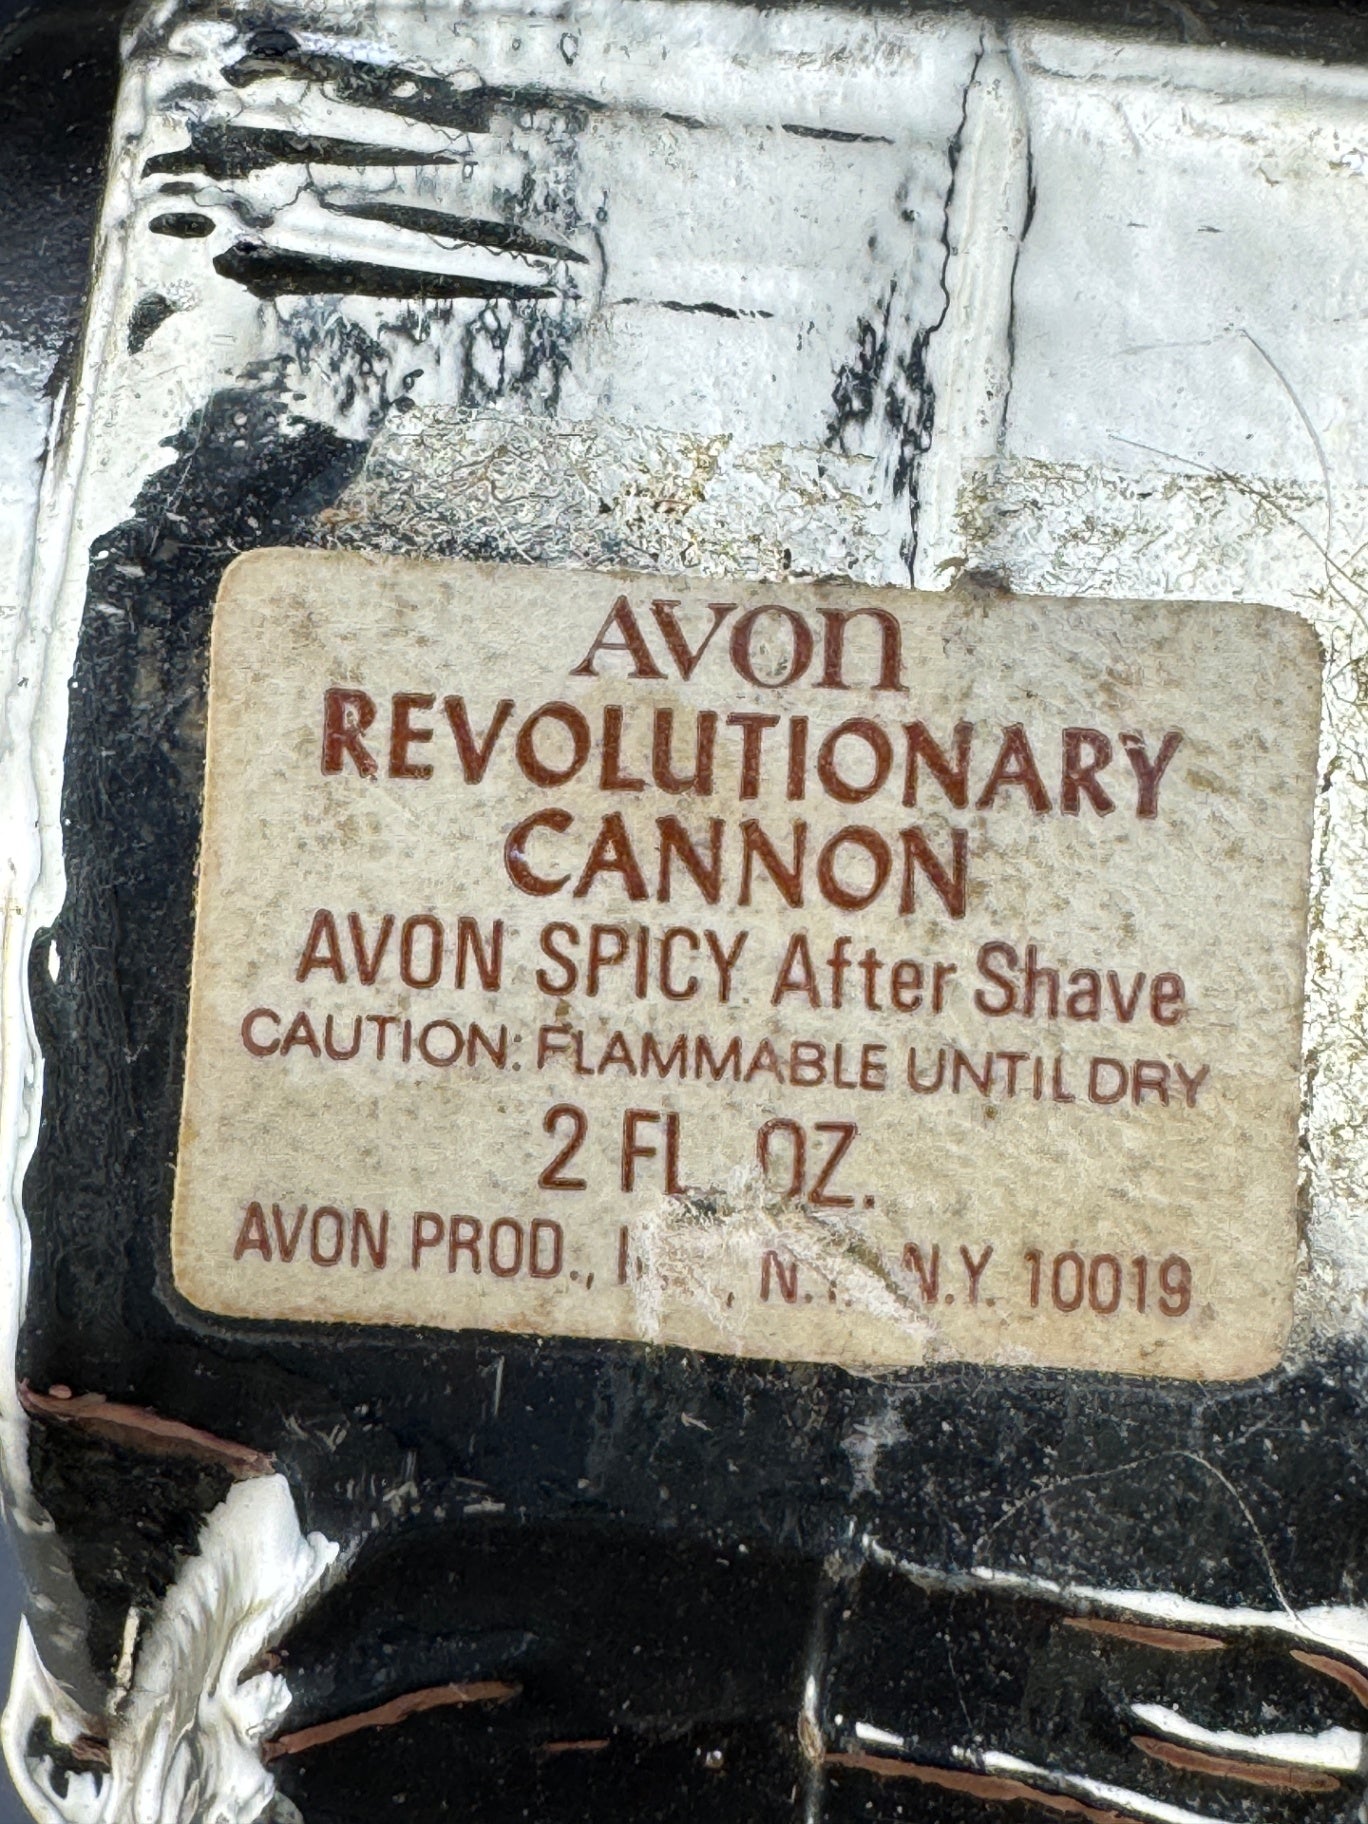 AVON
REVOLUTIONARY
CANNON
AVON SPICY After Shave
CAUTION: FLAMMABLE UNTIL DRY
2 FL. OZ.
AVON PROD., N.Y. 10019